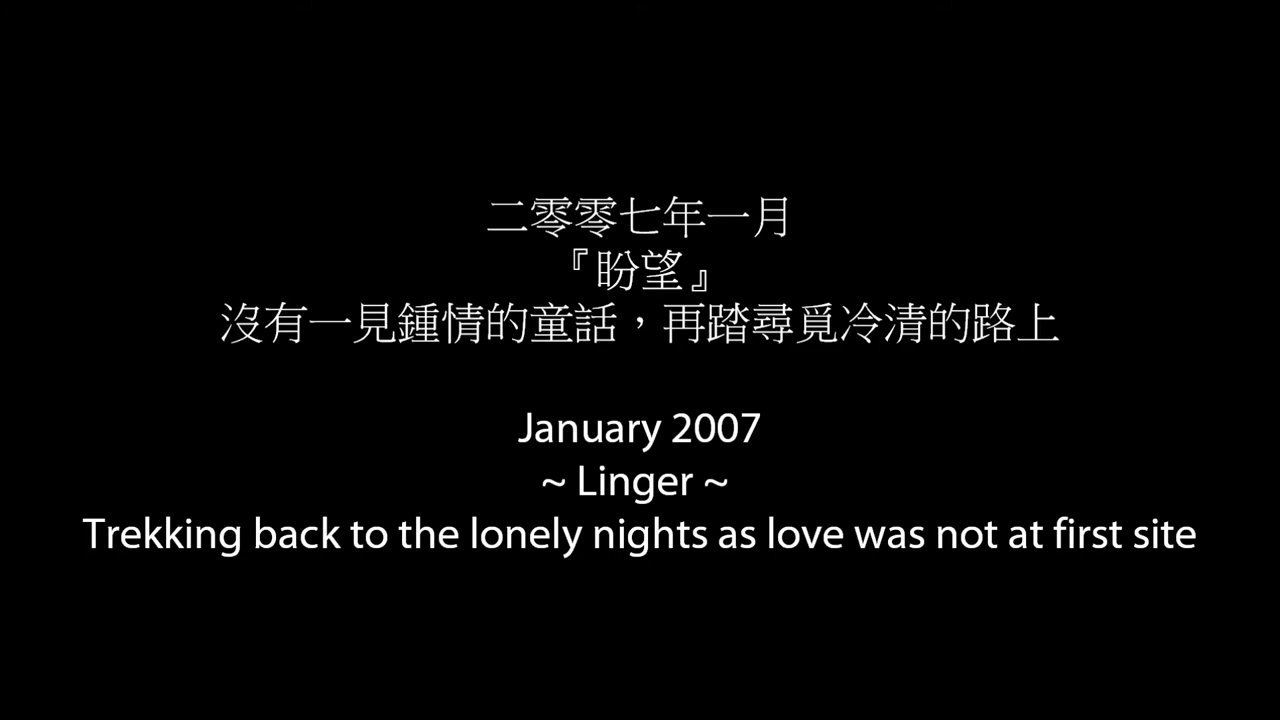 二零零七年一月
『盼望』
沒有一見鍾情的童話，再踏尋覓冷清的路上
January 2007
~ Linger ~
Trekking back to the lonely nights as love was not at first site